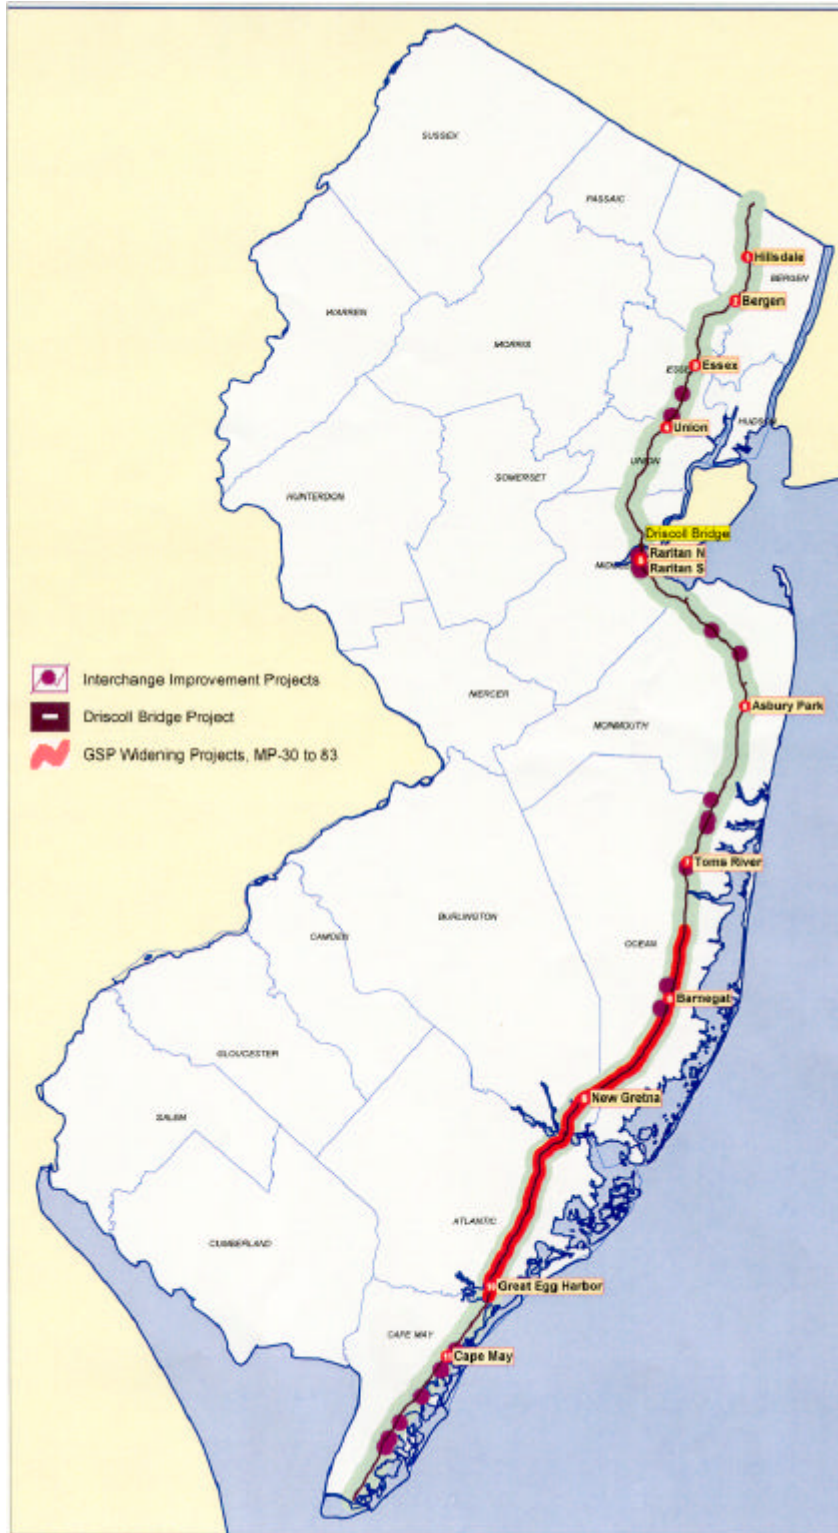 SUSSEX
PASSAIC
Hillsdale
BERGEN
Bergen
WARREN
MORRIS
Essex
Union
HUDSON
UNION
SOMERSET
HUNTERDON
Driscoll Bridge
Raritan N
Raritan S
Interchange Improvement Projects
MERCER
Asbury Park
Driscoll Bridge Project
MONMOUTH
GSP Widening Projects, MP-30 to 83
Toms River
BURLINGTON
CAMDEN
OCEAN
Barnegat
GLOUCESTER
New Gretna
SALEM
ATLANTIC
CUMBERLAND
Great Egg Harbor
CAPE MAY
Cape May